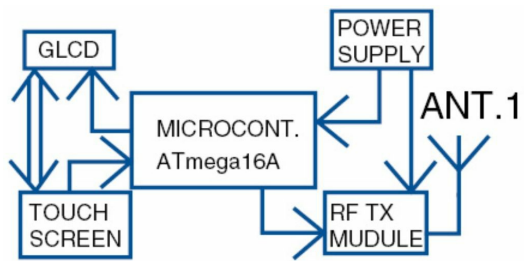 GLCD
POWER
SUPPLY
ANT.1
MICROCONT.
ATmega16A
TOUCH
SCREEN
RF TX
MUDULE